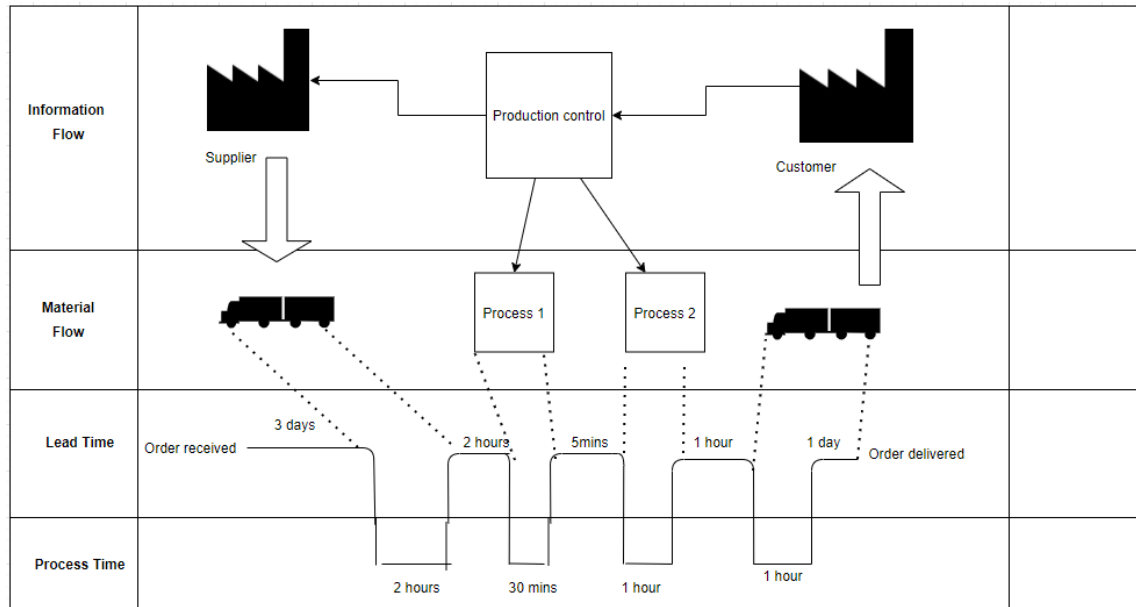 Information
Flow
Supplier
Production control
Customer
Material
Flow
Process 1
Process 2
Lead Time
Order received
3 days
2 hours
5mins
1 hour
1 day
Order delivered
Process Time
2 hours
30 mins
1 hour
1 hour